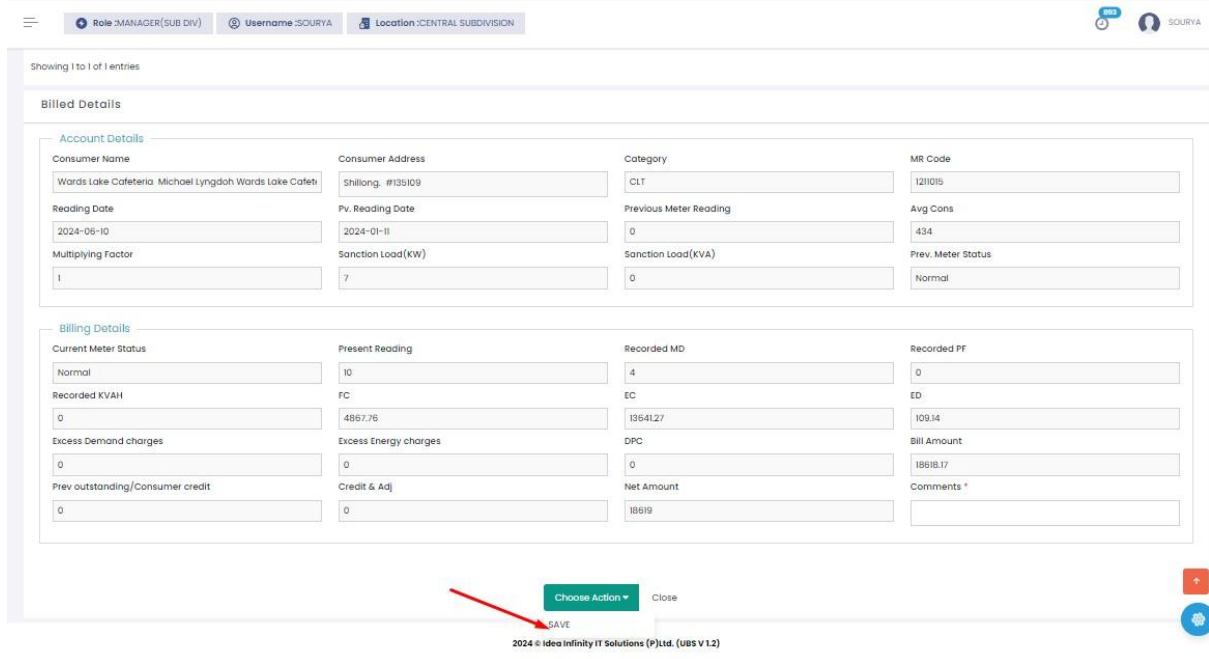 Role :MANAGER(SUB DIV) Username :SOURYA Location :CENTRAL SUBDIVISION 893 SOURYA
Showing 1 to 1 of 1 entries
Billed Details
Account Details
Consumer Name Consumer Address Category MR Code
Wards Lake Cafeteria Michael Lyngdoh Wards Lake Cafet Shillong, #135109 CLT 1211015
Reading Date Pv. Reading Date Previous Meter Reading Avg Cons
2024-06-10 2024-01-11 0 434
Multiplying Factor Sanction Load(KW) Sanction Load(KVA) Prev. Meter Status
1 7 0 Normal
Billing Details
Current Meter Status Present Reading Recorded MD Recorded PF
Normal 10 4 0
Recorded KVAH FC EC ED
0 4867.76 13641.27 109.14
Excess Demand charges Excess Energy charges DPC Bill Amount
0 0 0 18618.17
Prev outstanding/Consumer credit Credit & Adj Net Amount Comments *
0 0 18619
Choose Action Close
SAVE
2024 © Idea Infinity IT Solutions (P)Ltd. (UBS V 1.2)